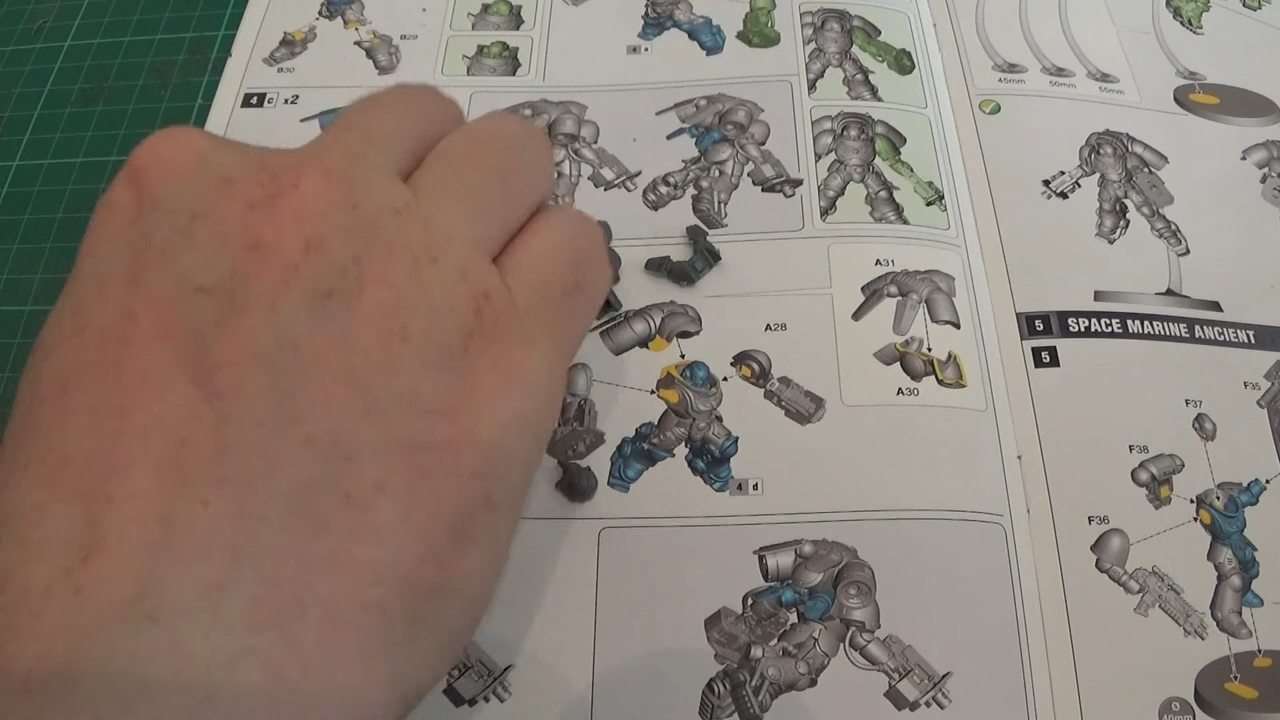 B29
B30
4 c x2
4
45mm
50mm
55mm
A31
A28
A30
4 d
5 SPACE MARINE ANCIENT
5
F35
F37
F38
F36
Ø
40mm